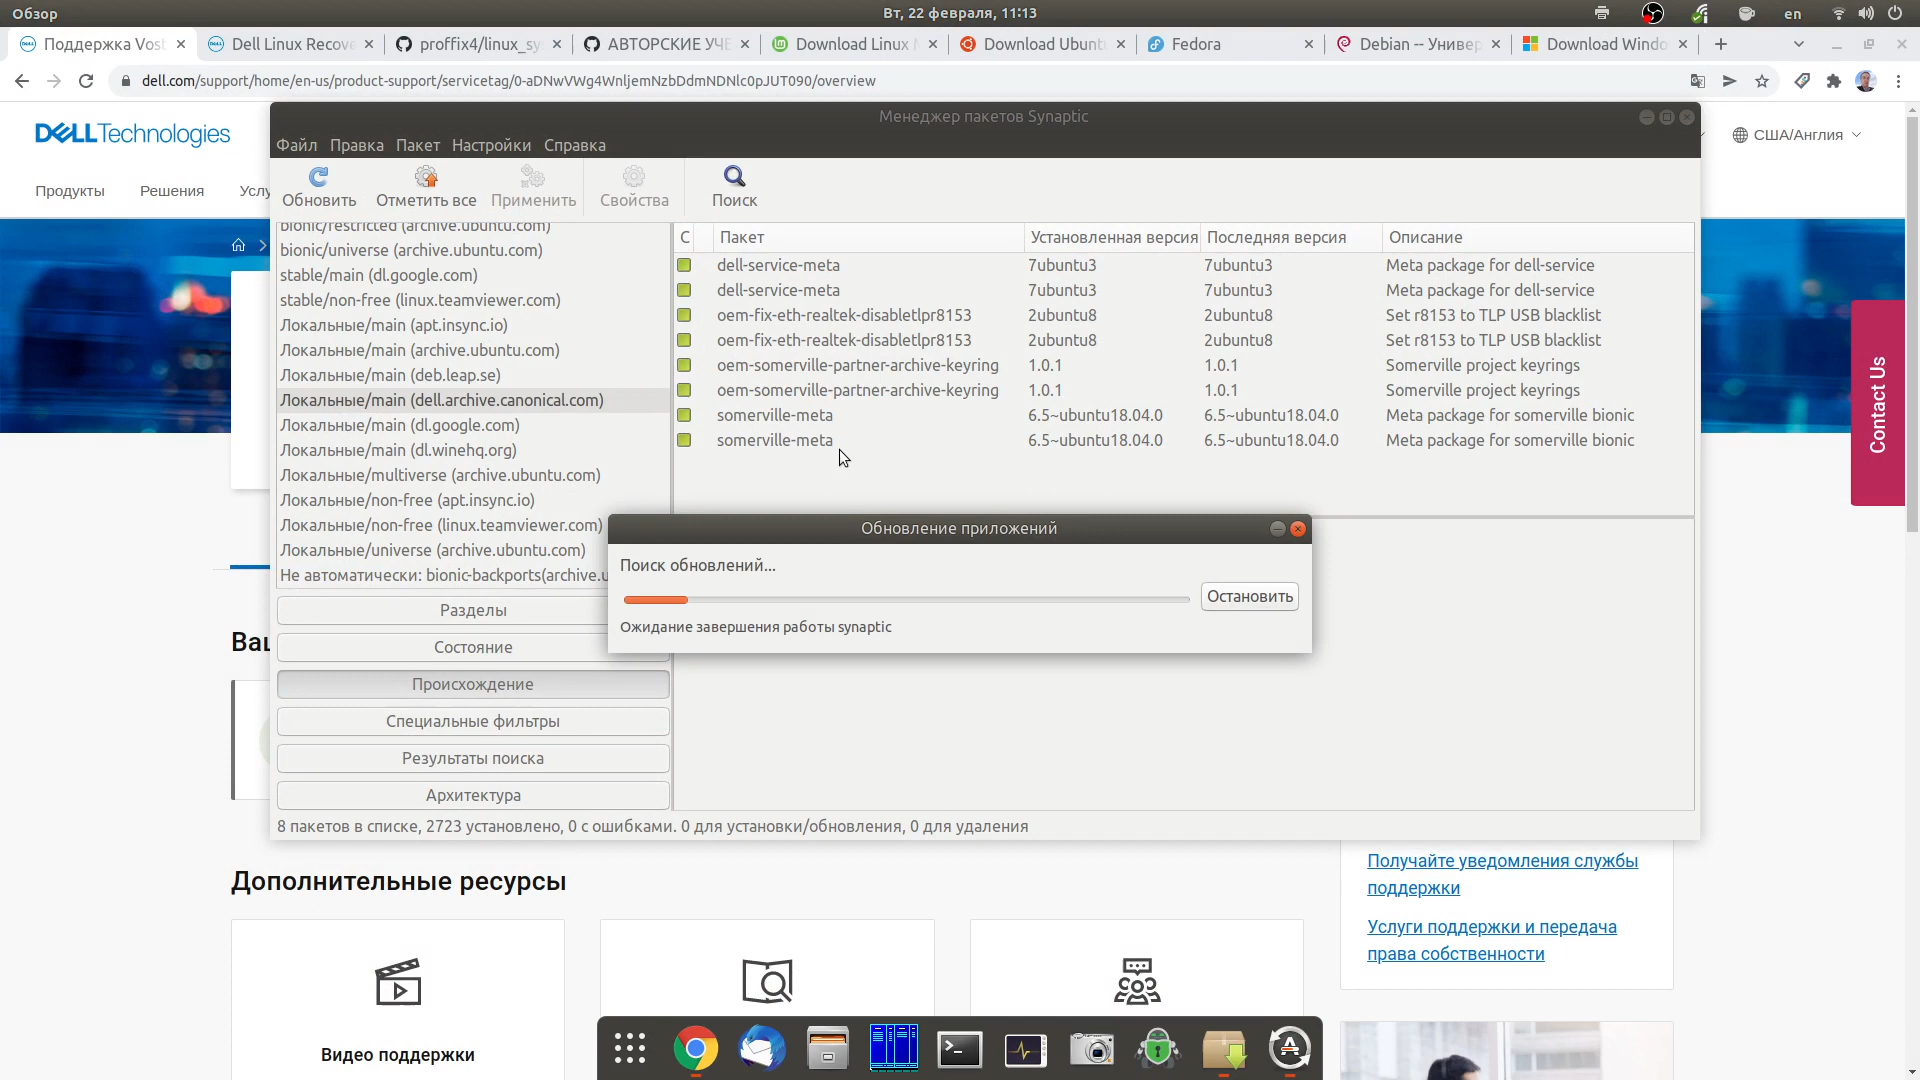 Обзор
Вт, 22 февраля, 11:13
en
Поддержка Vost
Dell Linux Recove
proffix4/linux_sy
АВТОРСКИЕ УЧЕ
Download Linux M
Download Ubunt
Fedora
Debian -- Универ
Download Windo
dell.com/support/home/en-us/product-support/servicetag/0-aDNwVWg4WnljemNzbDdmNDNlc0pJUT090/overview
DELLTechnologies
США/Англия
Продукты Решения Услу
Менеджер пакетов Synaptic
Файл Правка Пакет Настройки Справка
Обновить Отметить все Применить Свойства Поиск
bionic/restricted (archive.ubuntu.com)
bionic/universe (archive.ubuntu.com)
stable/main (dl.google.com)
stable/non-free (linux.teamviewer.com)
Локальные/main (apt.insync.io)
Локальные/main (archive.ubuntu.com)
Локальные/main (deb.leap.se)
Локальные/main (dell.archive.canonical.com)
Локальные/main (dl.google.com)
Локальные/main (dl.winehq.org)
Локальные/multiverse (archive.ubuntu.com)
Локальные/non-free (apt.insync.io)
Локальные/non-free (linux.teamviewer.com)
Локальные/universe (archive.ubuntu.com)
Не автоматически: bionic-backports(archive.u
Разделы
Состояние
Происхождение
Специальные фильтры
Результаты поиска
Архитектура
С Пакет Установленная версия Последняя версия Описание
dell-service-meta 7ubuntu3 7ubuntu3 Meta package for dell-service
dell-service-meta 7ubuntu3 7ubuntu3 Meta package for dell-service
oem-fix-eth-realtek-disabletlpr8153 2ubuntu8 2ubuntu8 Set r8153 to TLP USB blacklist
oem-fix-eth-realtek-disabletlpr8153 2ubuntu8 2ubuntu8 Set r8153 to TLP USB blacklist
oem-somerville-partner-archive-keyring 1.0.1 1.0.1 Somerville project keyrings
oem-somerville-partner-archive-keyring 1.0.1 1.0.1 Somerville project keyrings
somerville-meta 6.5~ubuntu18.04.0 6.5~ubuntu18.04.0 Meta package for somerville bionic
somerville-meta 6.5~ubuntu18.04.0 6.5~ubuntu18.04.0 Meta package for somerville bionic
Обновление приложений
Поиск обновлений...
Остановить
Ожидание завершения работы synaptic
8 пакетов в списке, 2723 установлено, 0 с ошибками. 0 для установки/обновления, 0 для удаления
Contact Us
Ваш
Дополнительные ресурсы
Видео поддержки
Получайте уведомления службы
поддержки
Услуги поддержки и передача
права собственности